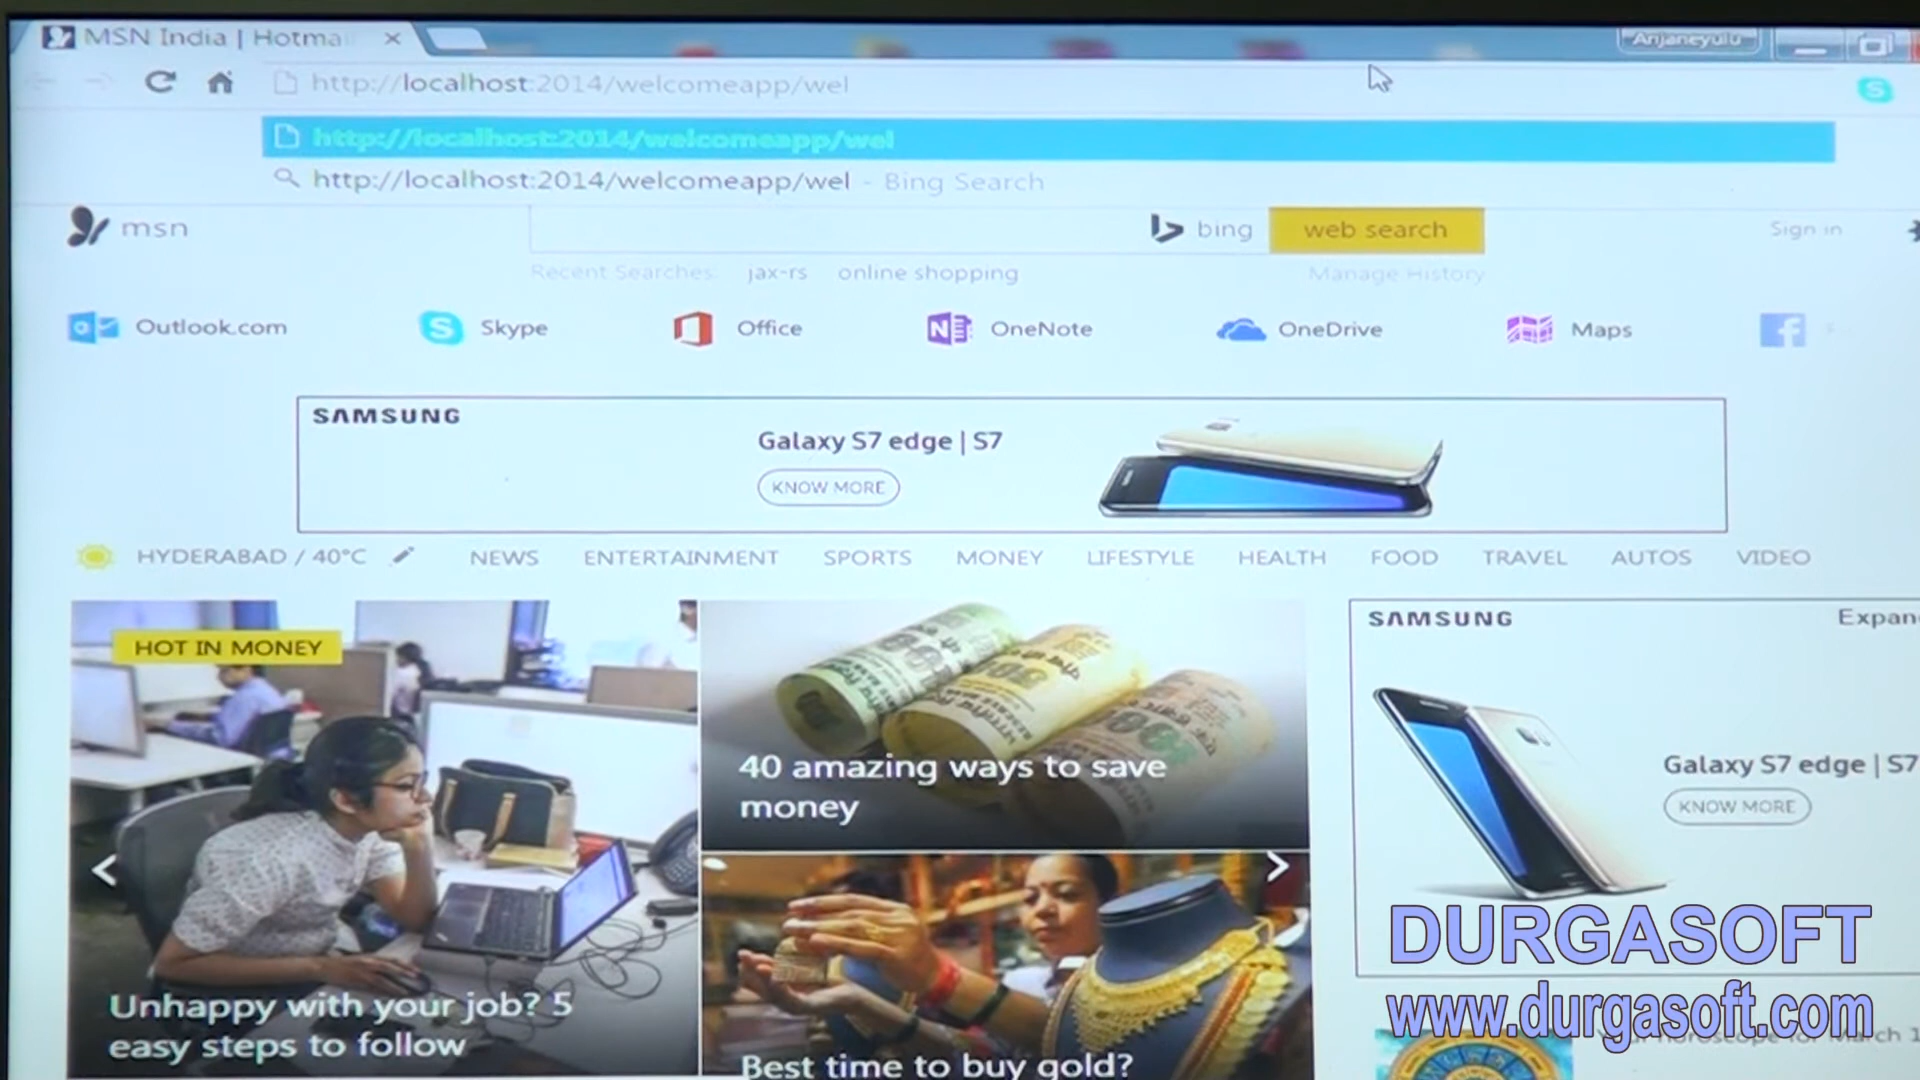 MSN India | Hotmai
Anjaneyulu
http://localhost:2014/welcomeapp/wel
http://localhost:2014/welcomeapp/wel
http://localhost:2014/welcomeapp/wel - Bing Search
msn
bing
web search
Sign in
Recent Searches:
jax-rs
online shopping
Manage History
Outlook.com
Skype
Office
OneNote
OneDrive
Maps
SAMSUNG
Galaxy S7 edge | S7
KNOW MORE
HYDERABAD / 40°C
NEWS
ENTERTAINMENT
SPORTS
MONEY
LIFESTYLE
HEALTH
FOOD
TRAVEL
AUTOS
VIDEO
HOT IN MONEY
Unhappy with your job? 5
easy steps to follow
40 amazing ways to save
money
Best time to buy gold?
SAMSUNG
Expan
Galaxy S7 edge | S7
KNOW MORE
DURGASOFT
www.durgasoft.com